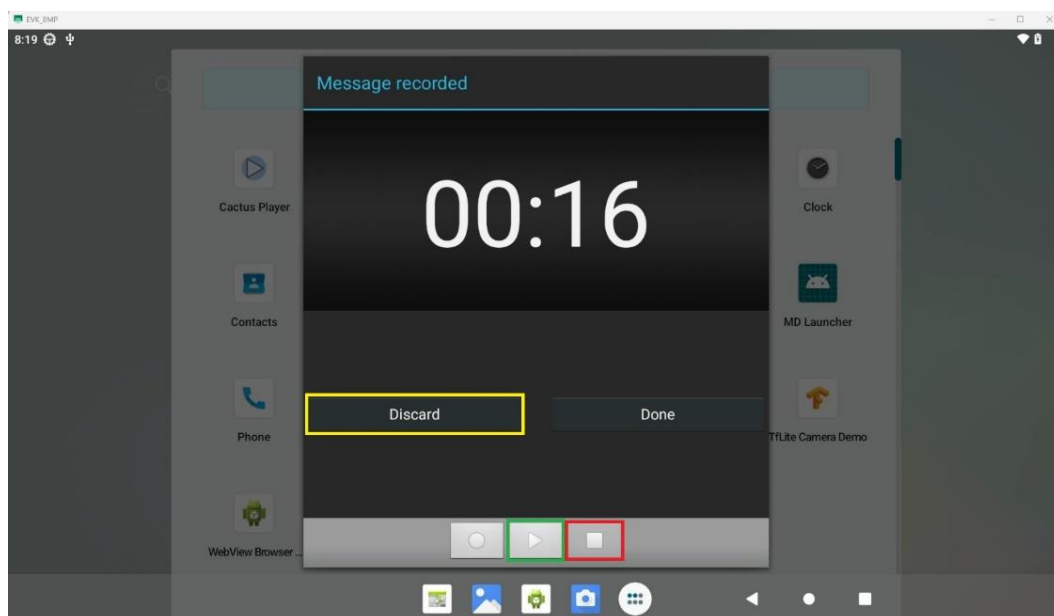 EVK_8MP
8:19
Message recorded
00:16
Cactus Player
Clock
Contacts
MD Launcher
Discard
Done
Phone
TfLite Camera Demo
WebView Browser ...